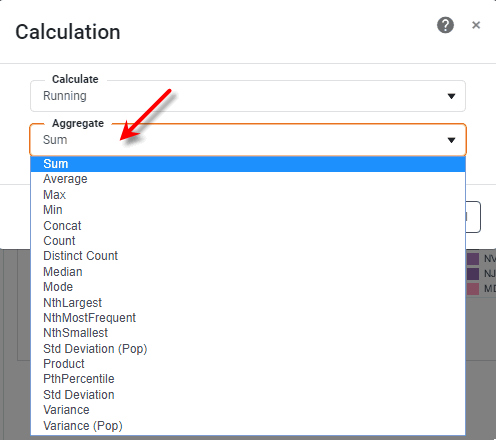 Calculation
?
×
Calculate
Running
Aggregate
Sum
Sum
Average
Max
Min
Concat
Count
Distinct Count
Median
Mode
NthLargest
NthMostFrequent
NthSmallest
Std Deviation (Pop)
Product
PthPercentile
Std Deviation
Variance
Variance (Pop)
NV
NJ